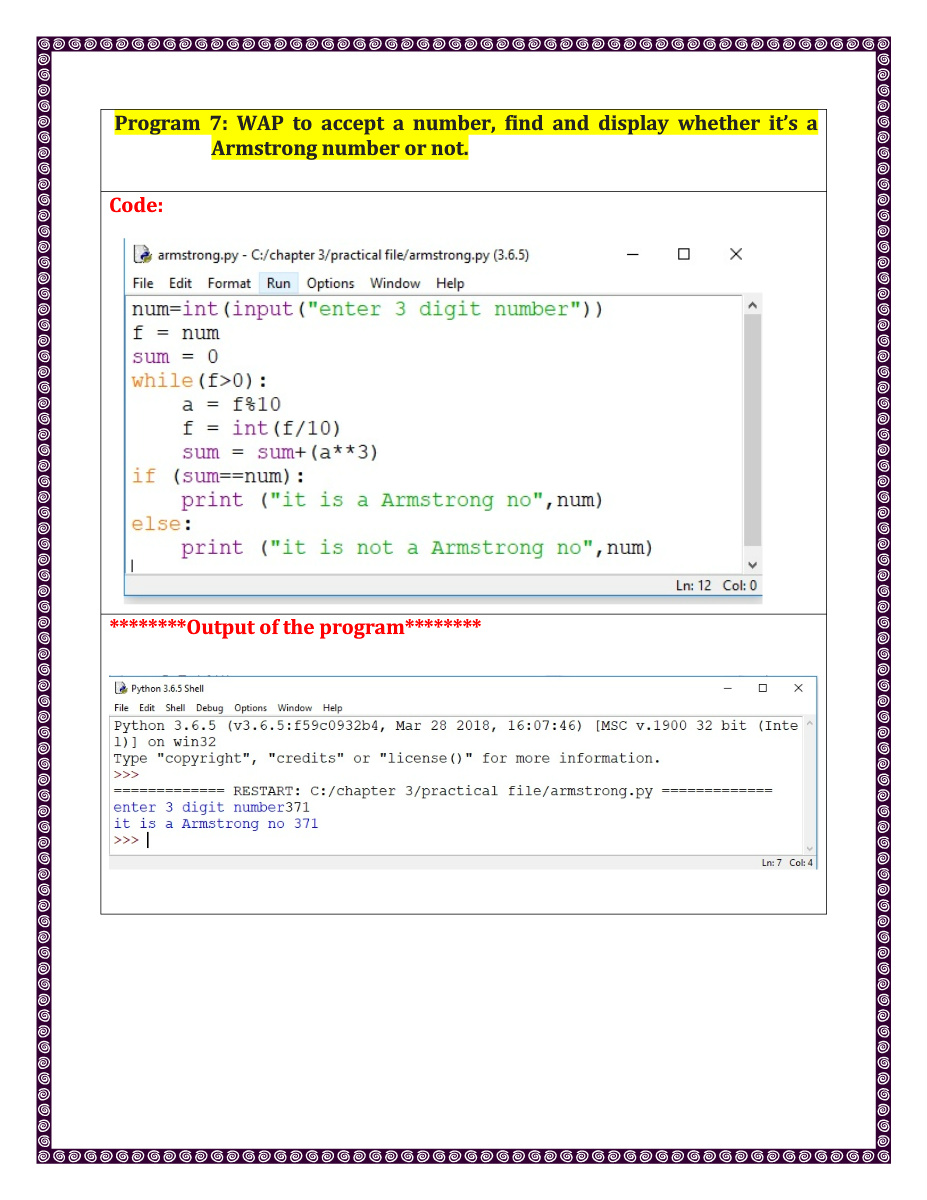 Program 7: WAP to accept a number, find and display whether it’s a
Armstrong number or not.
Code:
armstrong.py - C:/chapter 3/practical file/armstrong.py (3.6.5)
File Edit Format Run Options Window Help
num=int(input("enter 3 digit number"))
f = num
sum = 0
while(f>0):
    a = f%10
    f = int(f/10)
    sum = sum+(a**3)
if (sum==num):
    print ("it is a Armstrong no",num)
else:
    print ("it is not a Armstrong no",num)
Ln: 12 Col: 0
********Output of the program********
Python 3.6.5 Shell
File Edit Shell Debug Options Window Help
Python 3.6.5 (v3.6.5:f59c0932b4, Mar 28 2018, 16:07:46) [MSC v.1900 32 bit (Inte
l)] on win32
Type "copyright", "credits" or "license()" for more information.
>>>
============= RESTART: C:/chapter 3/practical file/armstrong.py =============
enter 3 digit number371
it is a Armstrong no 371
>>>
Ln: 7 Col: 4